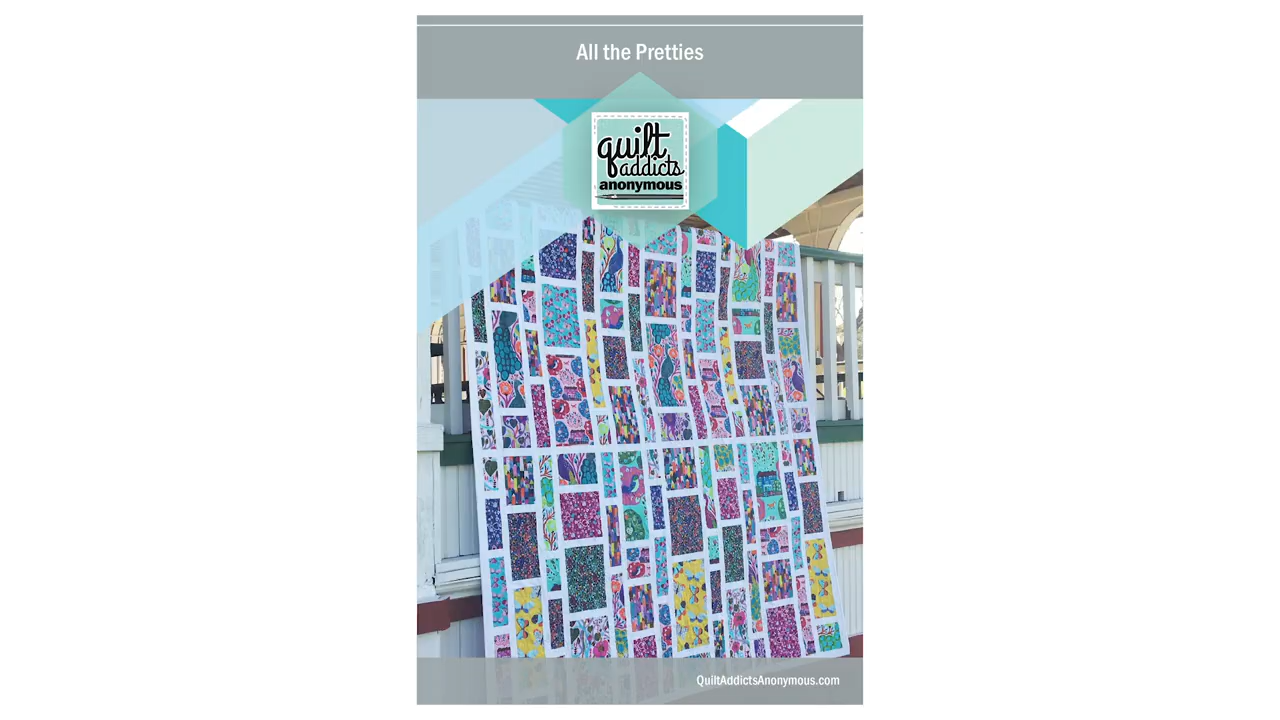 All the Pretties
quilt
addicts
anonymous
QuiltAddictsAnonymous.com